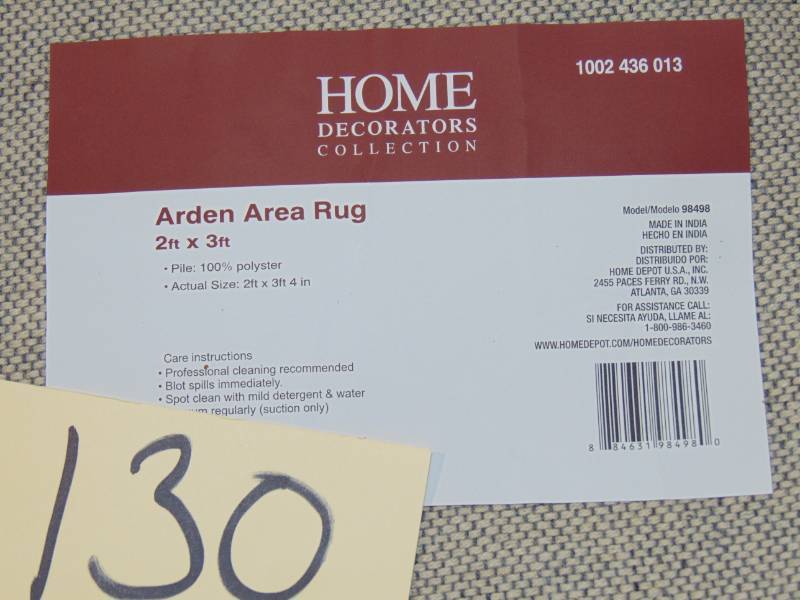 HOME
DECORATORS
COLLECTION
1002 436 013
Arden Area Rug
2ft x 3ft
• Pile: 100% polyster
• Actual Size: 2ft x 3ft 4 in
Care instructions
• Professional cleaning recommended
• Blot spills immediately.
• Spot clean with mild detergent & water
regularly (suction only)
Model/Modelo 98498
MADE IN INDIA
HECHO EN INDIA
DISTRIBUTED BY:
DISTRIBUIDO POR:
HOME DEPOT U.S.A., INC.
2455 PACES FERRY RD., N.W.
ATLANTA, GA 30339
FOR ASSISTANCE CALL:
SI NECESITA AYUDA, LLAME AL:
1-800-986-3460
WWW.HOMEDEPOT.COM/HOMEDECORATORS
8 84631 98498 0
130